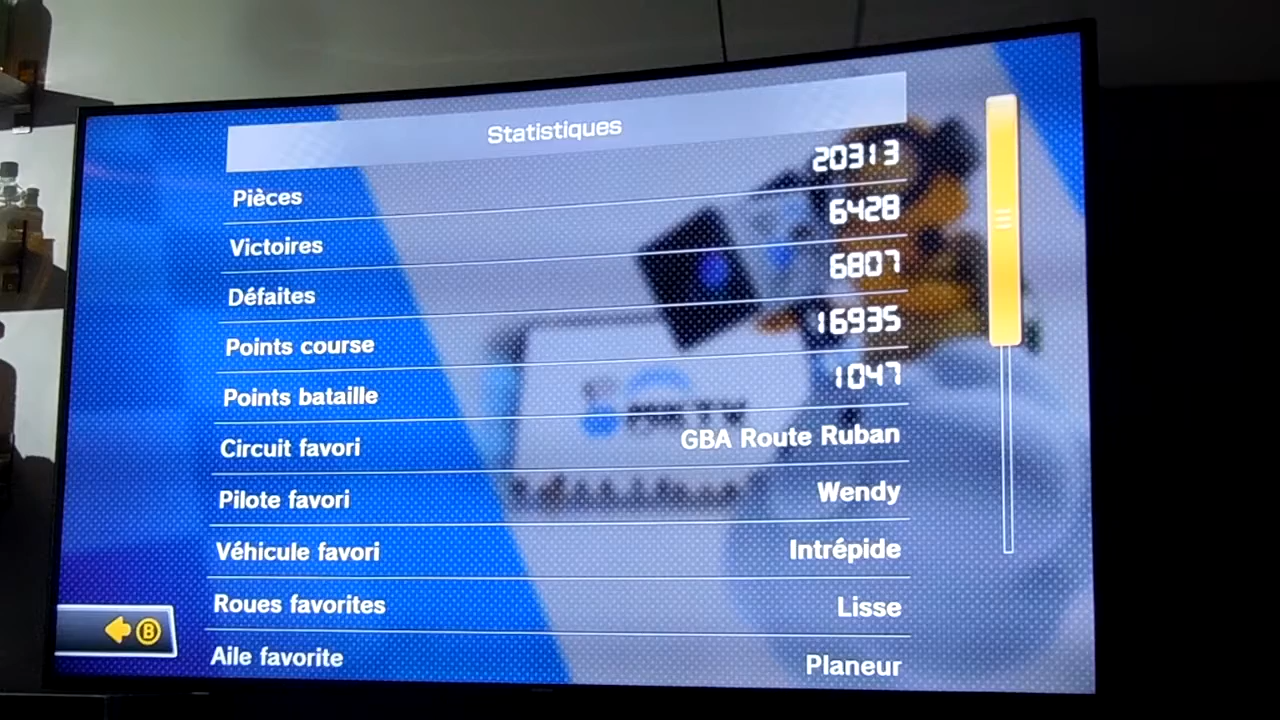 Statistiques
Pièces 20313
Victoires 6428
Défaites 6807
Points course 16935
Points bataille 1047
Circuit favori GBA Route Ruban
Pilote favori Wendy
Véhicule favori Intrépide
Roues favorites Lisse
Aile favorite Planeur
B
MKTV